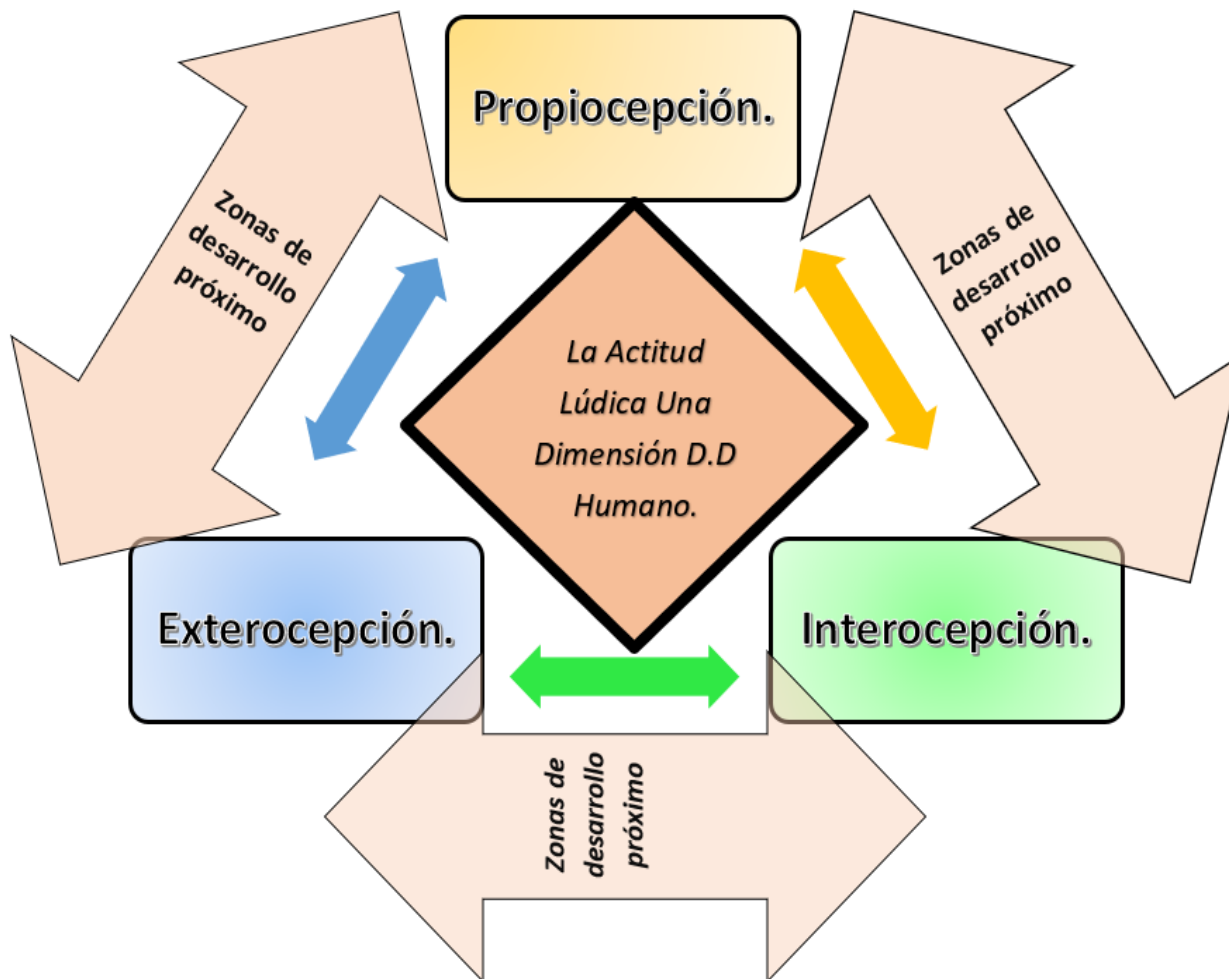 Propiocepción.
Zonas de
desarrollo
próximo
Zonas de
desarrollo
próximo
La Actitud
Lúdica Una
Dimensión D.D
Humano.
Exterocepción.
Interocepción.
Zonas de
desarrollo
próximo